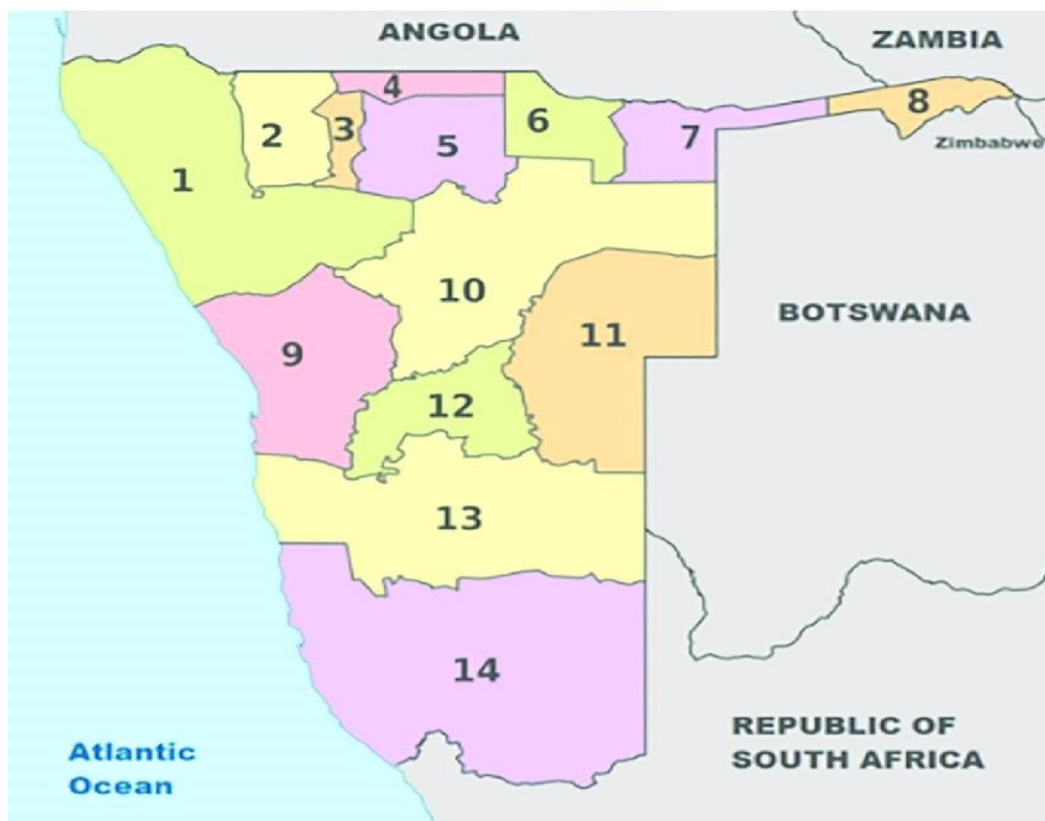 ANGOLA
ZAMBIA
4
8
2
3
6
5
7
Zimbabwe
1
10
BOTSWANA
11
9
12
13
14
REPUBLIC OF
SOUTH AFRICA
Atlantic
Ocean